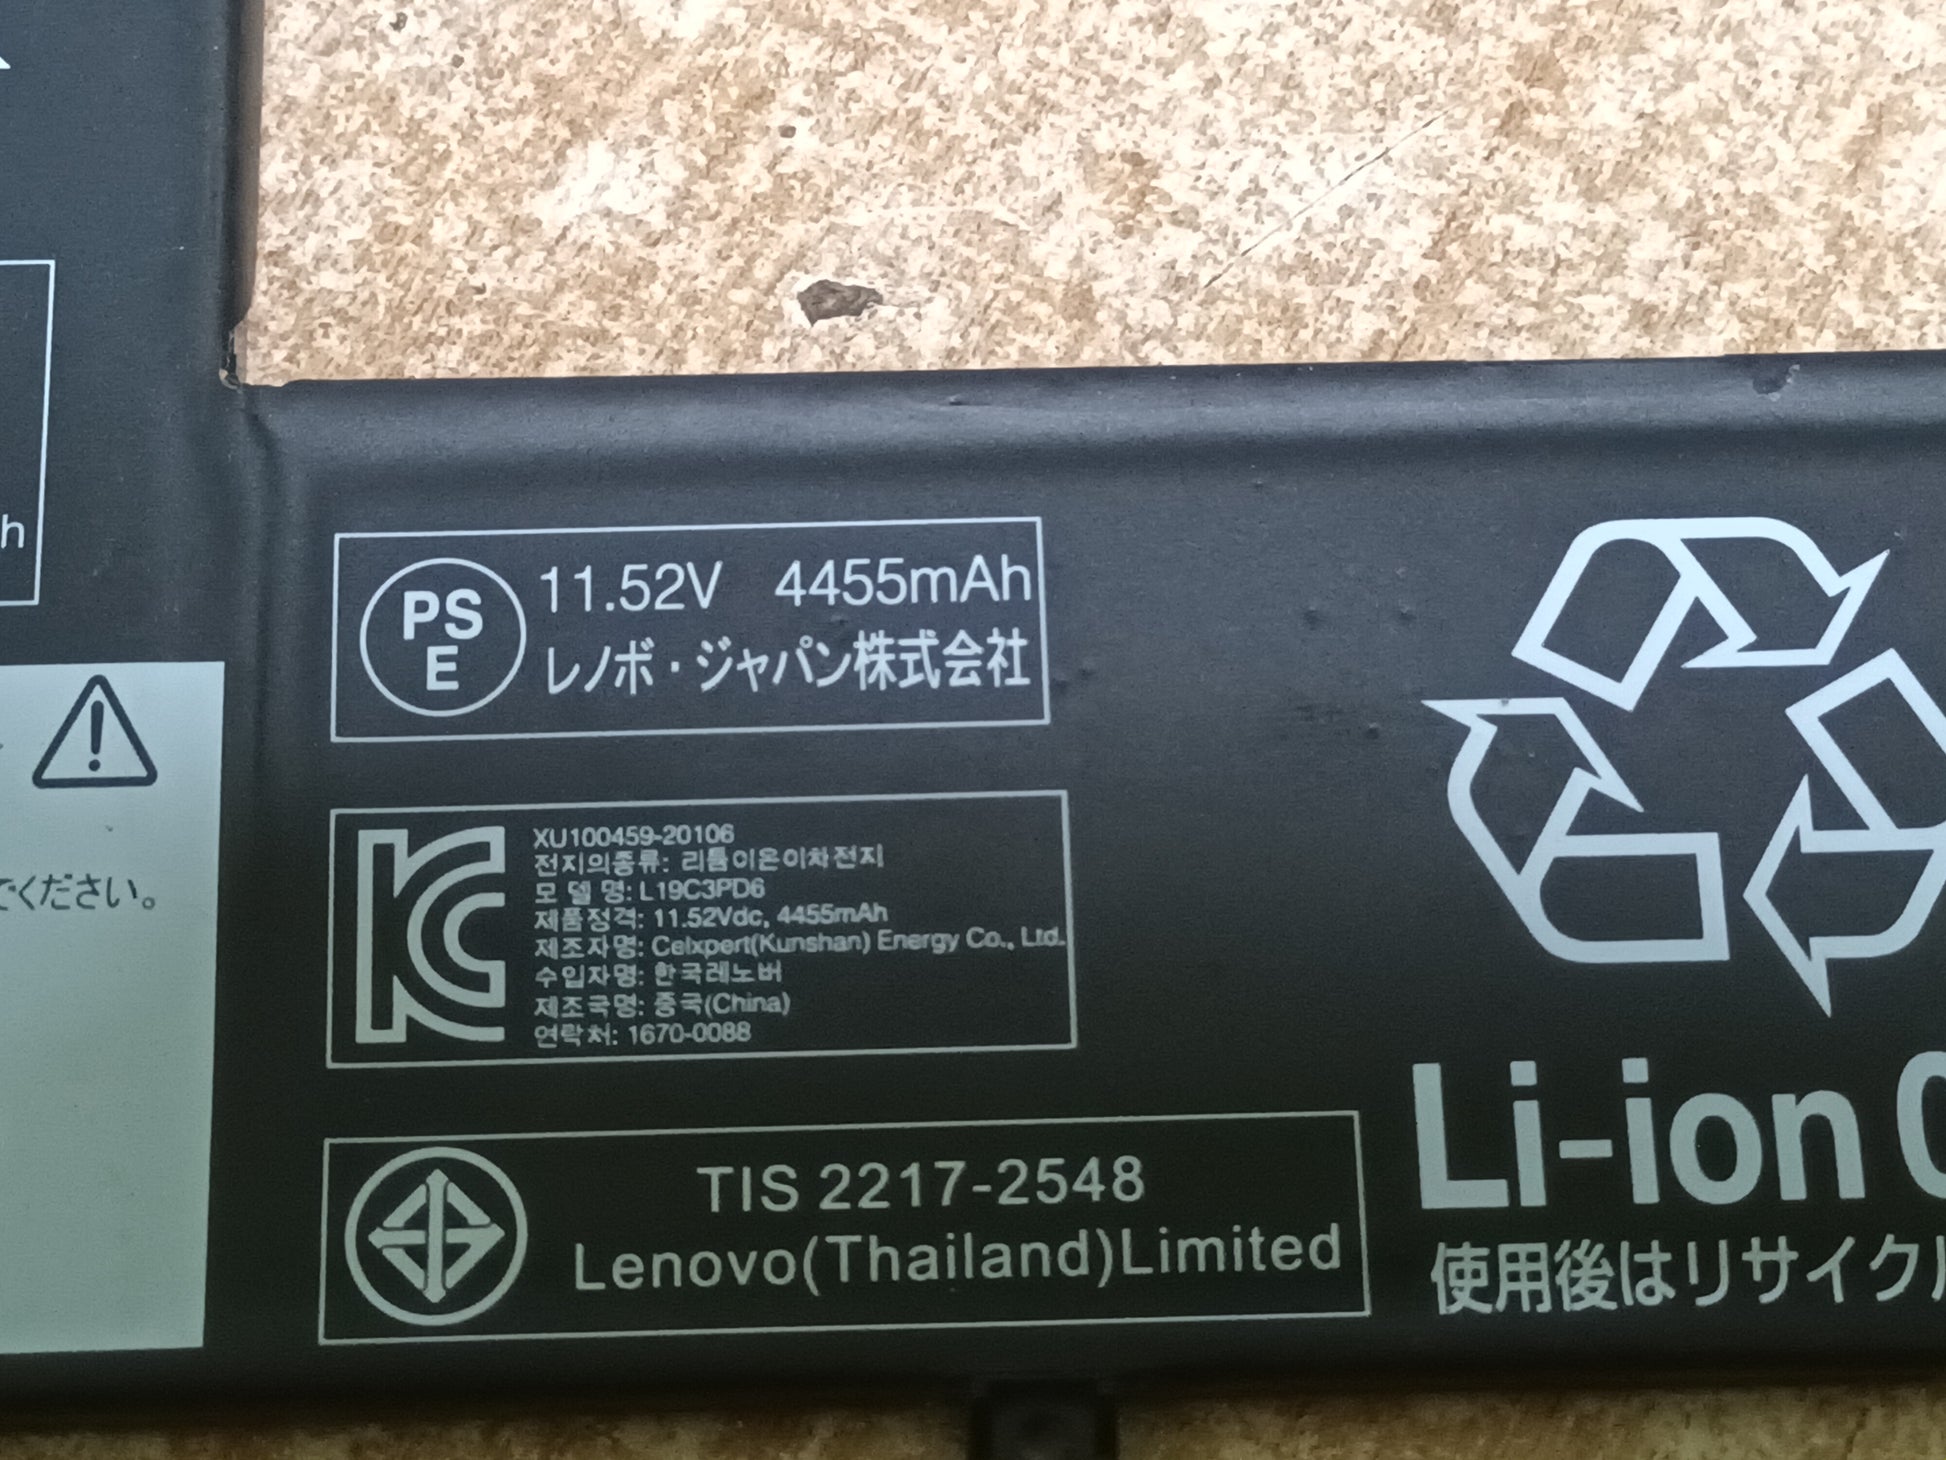 h
でください。
PS
E
11.52V 4455mAh
レノボ・ジャパン株式会社
XU100459-20106
전지의종류: 리튬이온이차전지
모 델 명: L19C3PD6
제품정격: 11.52Vdc, 4455mAh
제조자명: Celxpert(Kunshan) Energy Co., Ltd.
수입자명: 한국레노버
제조국명: 중국(China)
연락처: 1670-0088
TIS 2217-2548
Lenovo(Thailand)Limited
Li-ion
使用後はリサイクル